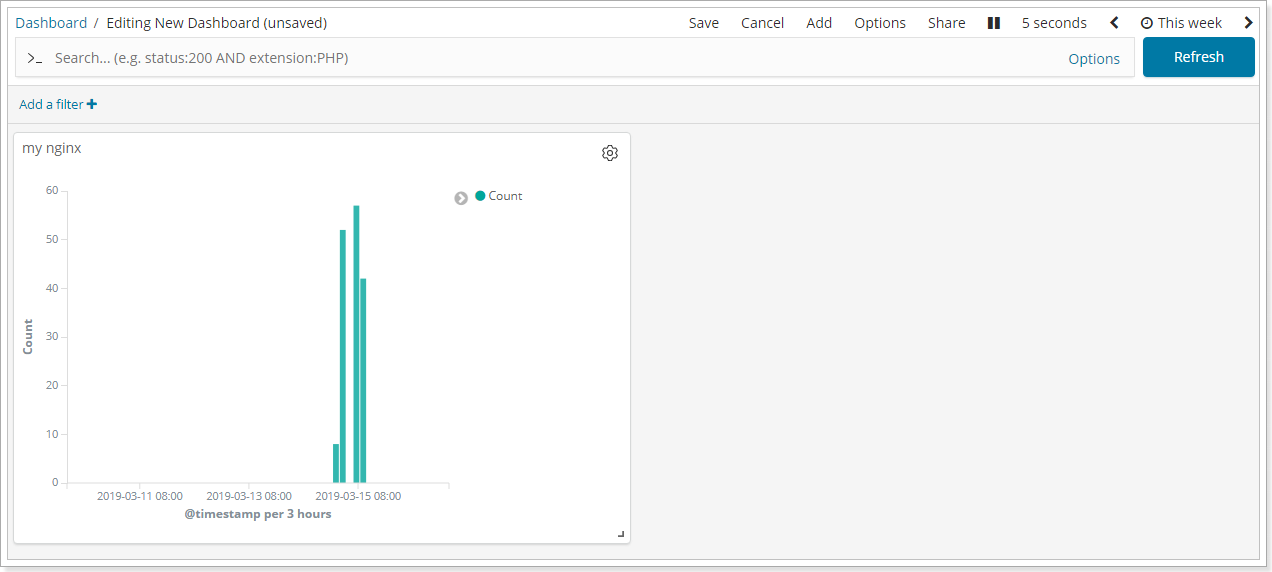 Dashboard / Editing New Dashboard (unsaved) Save Cancel Add Options Share 5 seconds This week
>_ Search... (e.g. status:200 AND extension:PHP) Options Refresh
Add a filter +
my nginx
Count
60
50
40
30
20
10
0
Count
2019-03-11 08:00 2019-03-13 08:00 2019-03-15 08:00
@timestamp per 3 hours